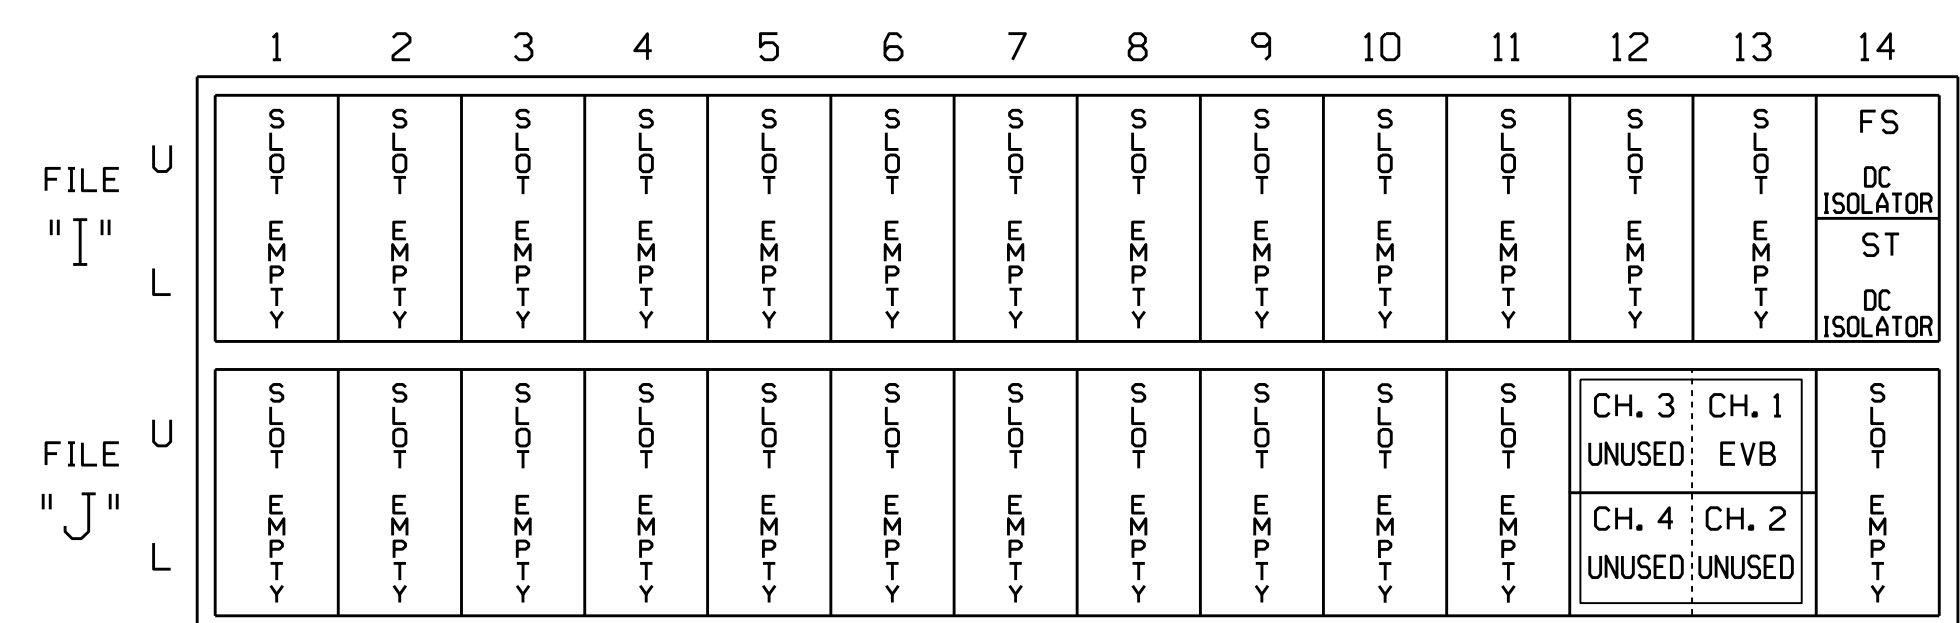 1 2 3 4 5 6 7 8 9 10 11 12 13 14
FILE "I"
U
L
SLOT EMPTY
SLOT EMPTY
SLOT EMPTY
SLOT EMPTY
SLOT EMPTY
SLOT EMPTY
SLOT EMPTY
SLOT EMPTY
SLOT EMPTY
SLOT EMPTY
SLOT EMPTY
SLOT EMPTY
SLOT EMPTY
FS
DC
ISOLATOR
ST
DC
ISOLATOR
FILE "J"
U
L
SLOT EMPTY
SLOT EMPTY
SLOT EMPTY
SLOT EMPTY
SLOT EMPTY
SLOT EMPTY
SLOT EMPTY
SLOT EMPTY
SLOT EMPTY
SLOT EMPTY
SLOT EMPTY
CH. 3
UNUSED
CH. 1
EVB
CH. 4
UNUSED
CH. 2
UNUSED
SLOT EMPTY